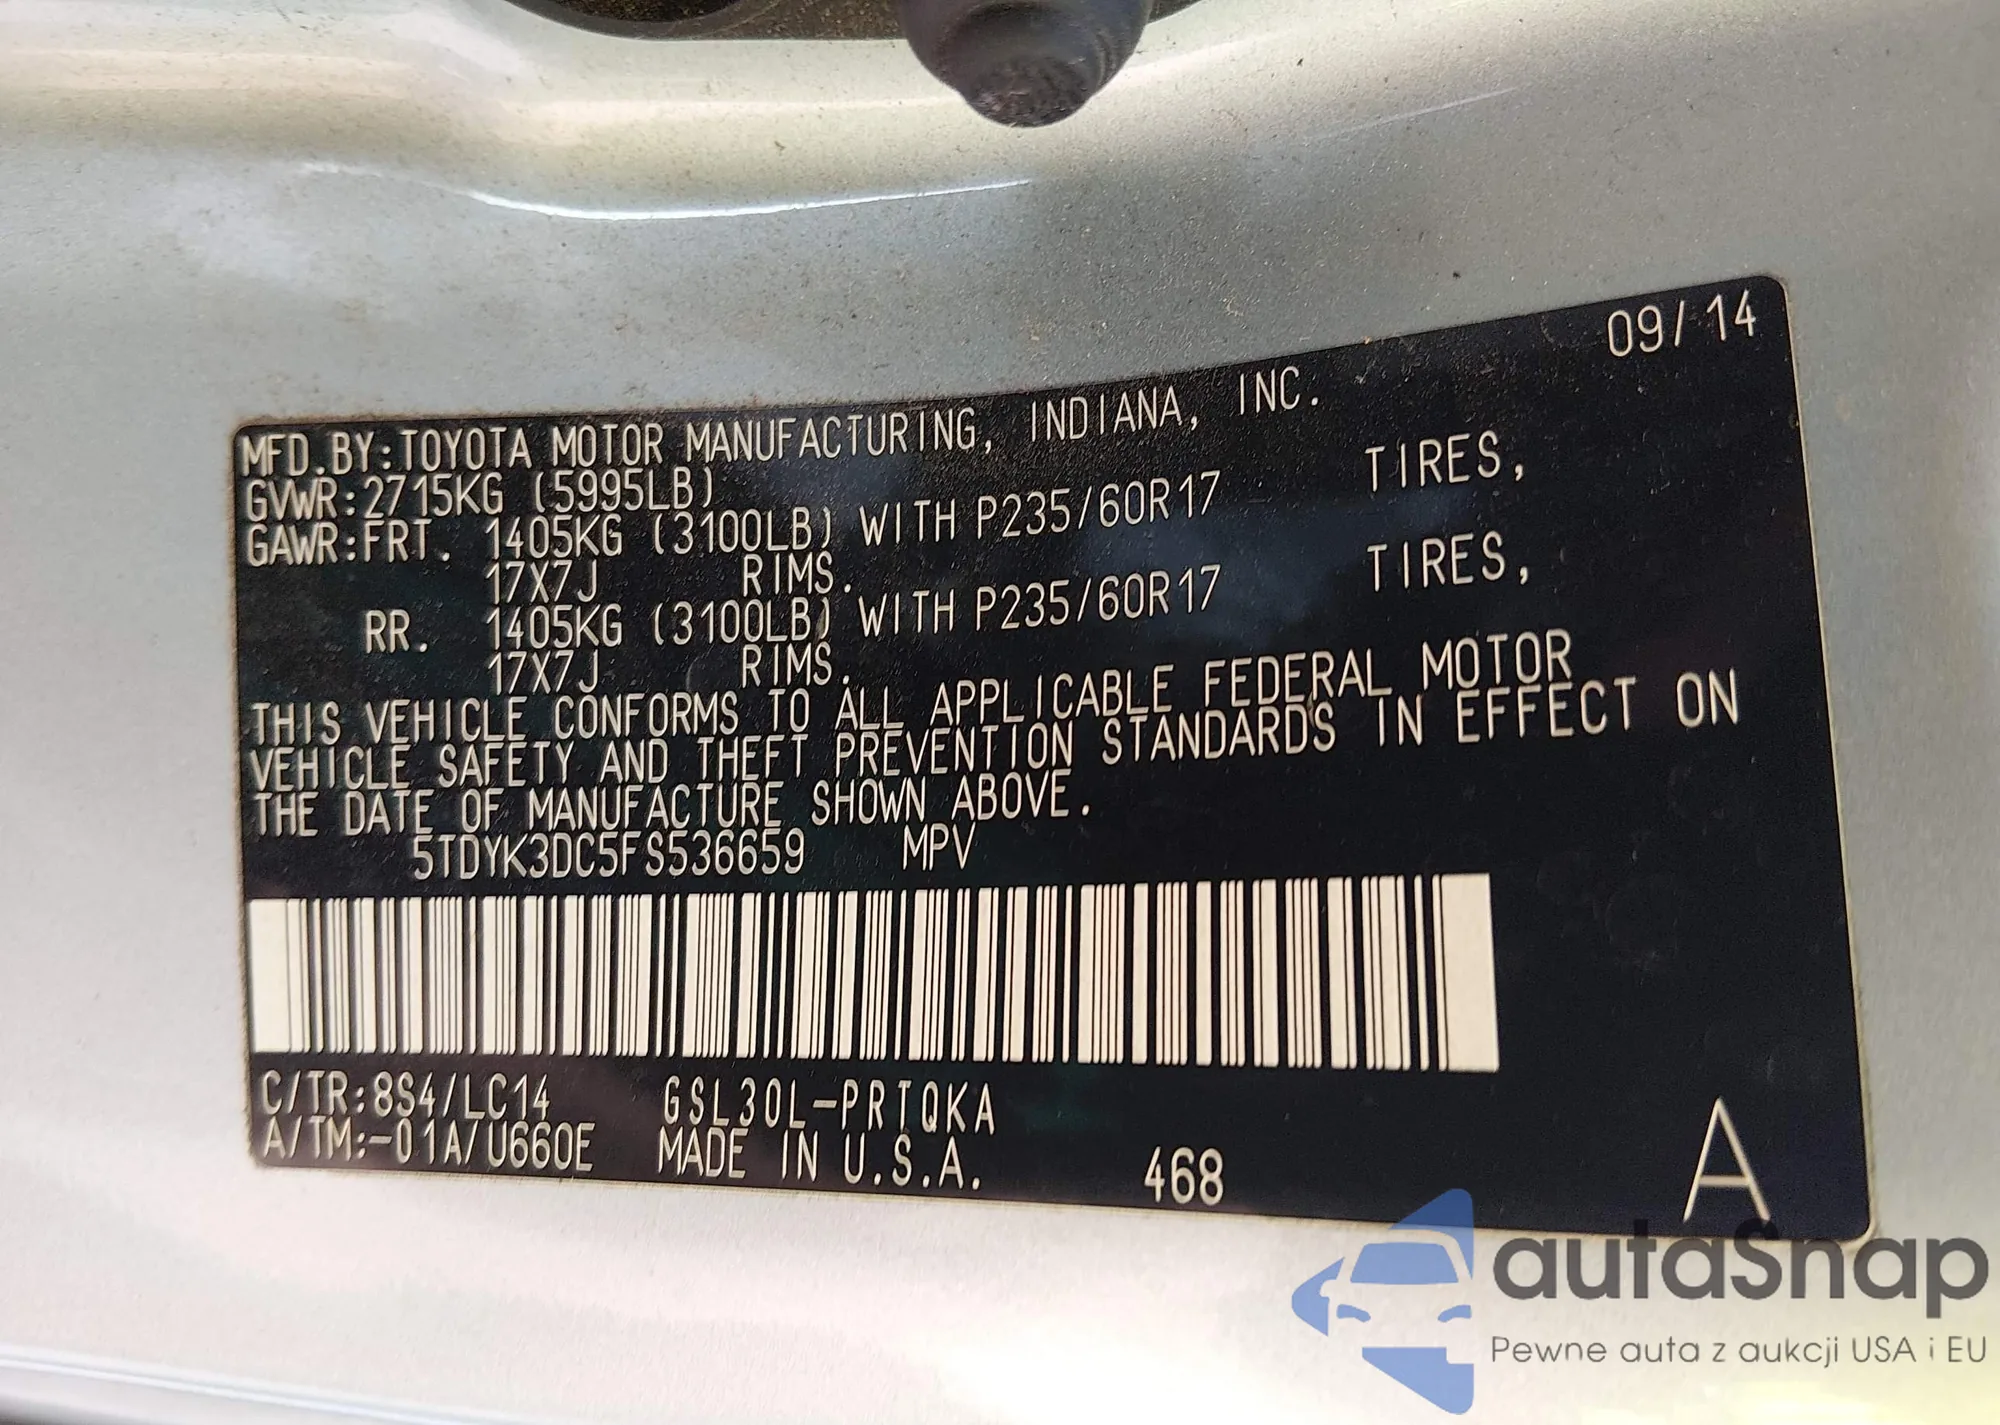 09/14
MFD.BY:TOYOTA MOTOR MANUFACTURING, INDIANA, INC.
GVWR:2715KG (5995LB)
GAWR:FRT. 1405KG (3100LB) WITH P235/60R17 TIRES,
17X7J RIMS.
RR. 1405KG (3100LB) WITH P235/60R17 TIRES,
17X7J RIMS.
THIS VEHICLE CONFORMS TO ALL APPLICABLE FEDERAL MOTOR
VEHICLE SAFETY AND THEFT PREVENTION STANDARDS IN EFFECT ON
THE DATE OF MANUFACTURE SHOWN ABOVE.
5TDYK3DC5FS536659 MPV
C/TR:8S4/LC14 GSL30L-PRTQKA
A/TM:-01A/U660E MADE IN U.S.A. 468 A
autaSnap
Pewne auta z aukcji USA i EU